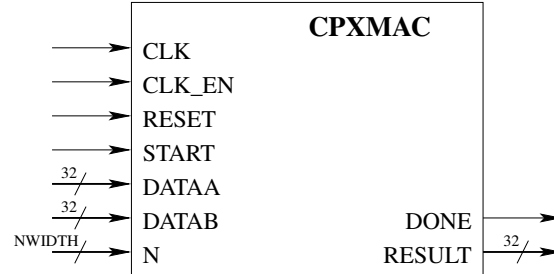 CPXMAC
CLK
CLK_EN
RESET
START
32 DATAA
32 DATAB DONE
NWIDTH N RESULT 32